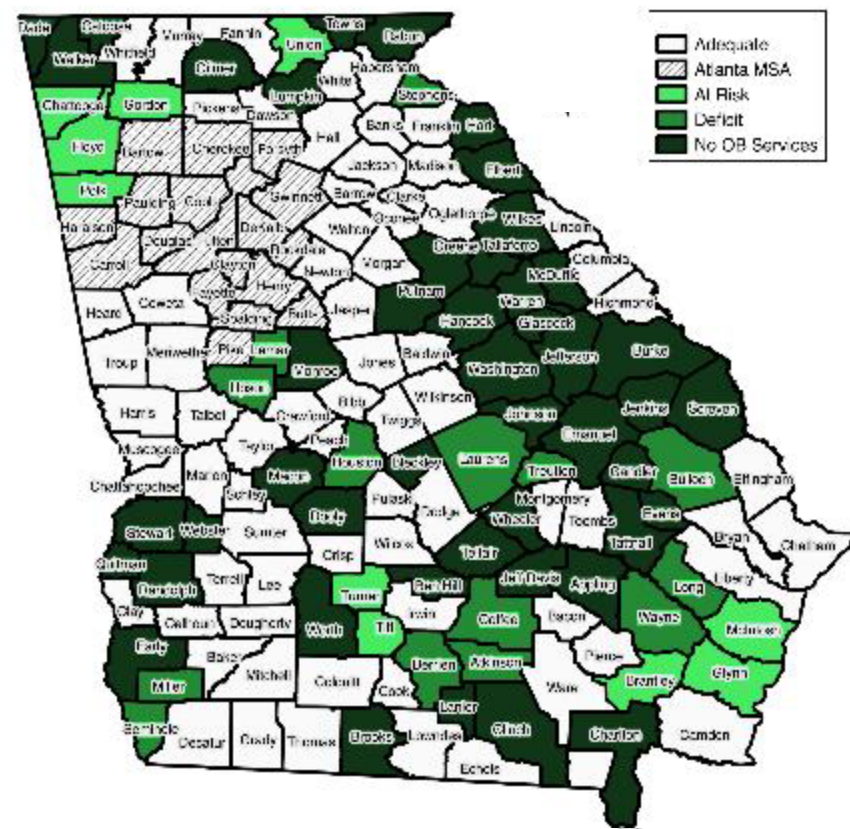 Adequate
Atlanta MSA
At Risk
Deficit
No OB Services
Dade
Catoosa
Whitfield
Murray
Fannin
Union
Towns
Rabun
Walker
Gilmer
White
Habersham
Stephens
Chattooga
Gordon
Pickens
Lumpkin
Dawson
Hall
Banks
Franklin
Hart
Floyd
Bartow
Cherokee
Forsyth
Jackson
Madison
Elbert
Polk
Paulding
Cobb
Gwinnett
Barrow
Clarke
Oconee
Oglethorpe
Wilkes
Lincoln
Haralson
Douglas
Fulton
DeKalb
Rockdale
Walton
Greene
Taliaferro
Columbia
Carroll
Clayton
Henry
Newton
Morgan
McDuffie
Richmond
Heard
Coweta
Fayette
Spalding
Butts
Jasper
Putnam
Hancock
Warren
Glascock
Troup
Meriwether
Pike
Lamar
Monroe
Jones
Baldwin
Washington
Jefferson
Burke
Upson
Harris
Talbot
Crawford
Bibb
Twiggs
Wilkinson
Johnson
Jenkins
Screven
Muscogee
Taylor
Peach
Houston
Bleckley
Laurens
Treutlen
Emanuel
Candler
Bulloch
Effingham
Chattahoochee
Marion
Schley
Macon
Pulaski
Dodge
Montgomery
Wheeler
Toombs
Evans
Tattnall
Bryan
Chatham
Stewart
Webster
Sumter
Dooly
Crisp
Wilcox
Telfair
Jeff Davis
Appling
Long
Liberty
Quitman
Randolph
Terrell
Lee
Turner
Ben Hill
Irwin
Coffee
Bacon
Wayne
McIntosh
Clay
Calhoun
Dougherty
Worth
Tift
Berrien
Atkinson
Pierce
Brantley
Glynn
Early
Baker
Mitchell
Colquitt
Cook
Lanier
Ware
Miller
Seminole
Decatur
Grady
Thomas
Brooks
Lowndes
Echols
Clinch
Charlton
Camden